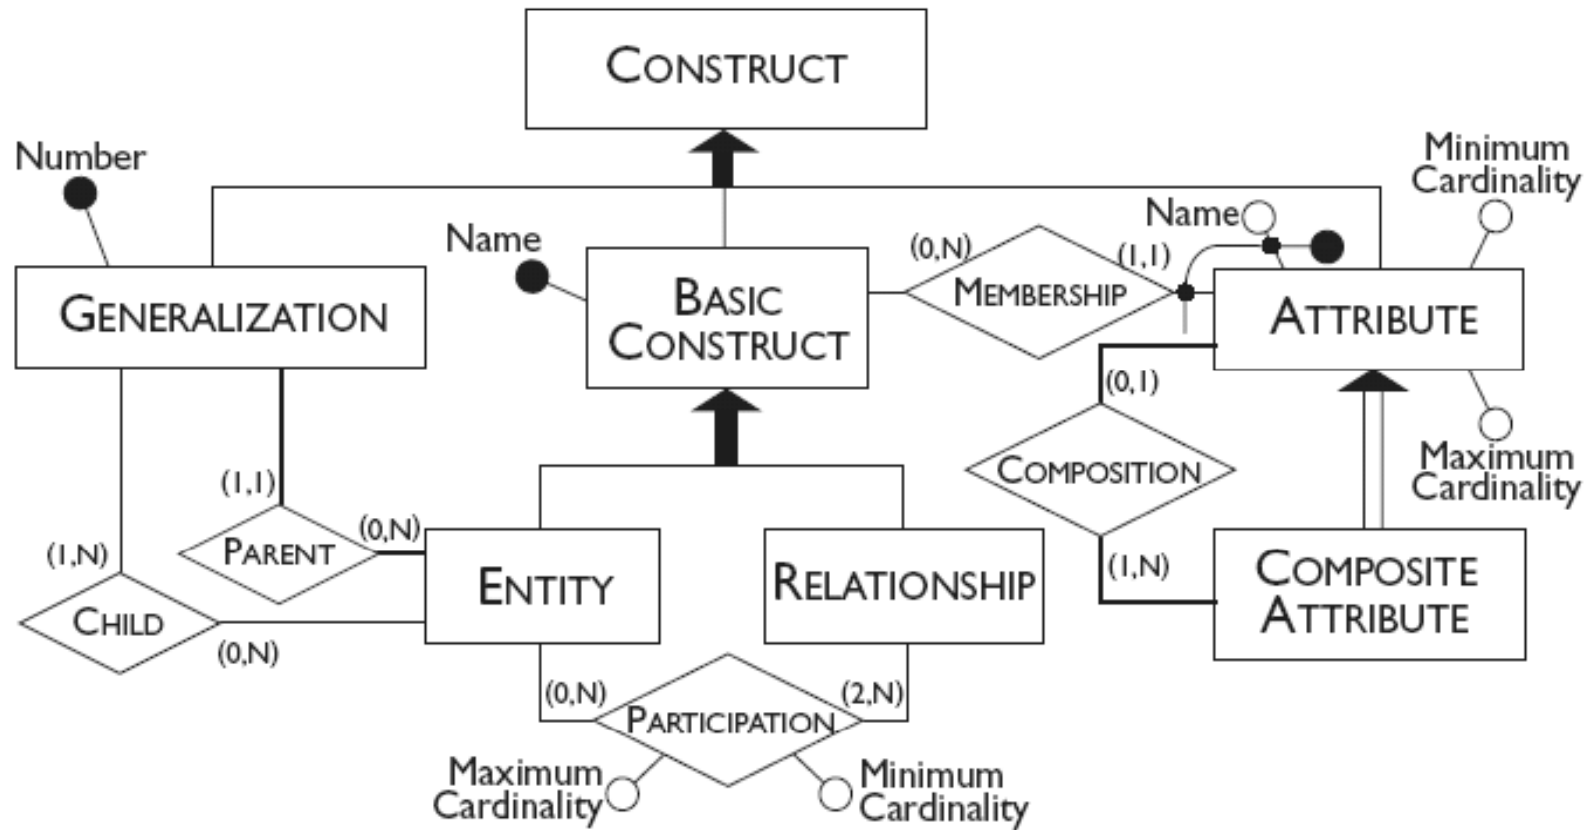 CONSTRUCT
Number
Minimum
Cardinality
Name
Name
(0,N)
(1,1)
GENERALIZATION
BASIC
CONSTRUCT
MEMBERSHIP
ATTRIBUTE
(0,1)
COMPOSITION
Maximum
Cardinality
(1,1)
(0,N)
PARENT
(1,N)
ENTITY
RELATIONSHIP
(1,N)
COMPOSITE
ATTRIBUTE
CHILD
(0,N)
(0,N)
(2,N)
PARTICIPATION
Maximum
Cardinality
Minimum
Cardinality